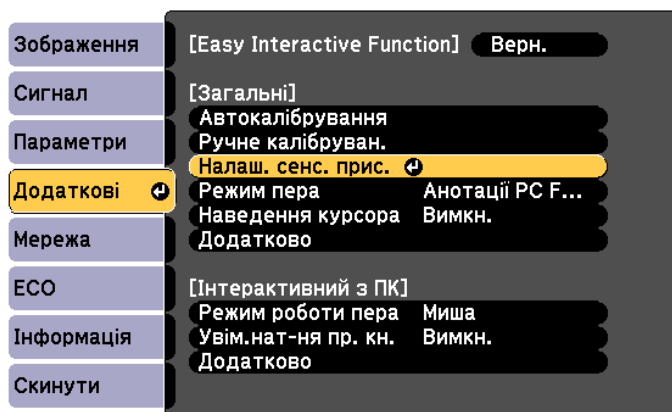 Зображення
Сигнал
Параметри
Додаткові
Мережа
ECO
Інформація
Скинути
[Easy Interactive Function] Верн.
[Загальні]
Автокалібрування
Ручне калібруван.
Налаш. сенс. прис.
Режим пера Анотації PC F...
Наведення курсора Вимкн.
Додатково
[Інтерактивний з ПК]
Режим роботи пера Миша
Увім.нат-ня пр. кн. Вимкн.
Додатково